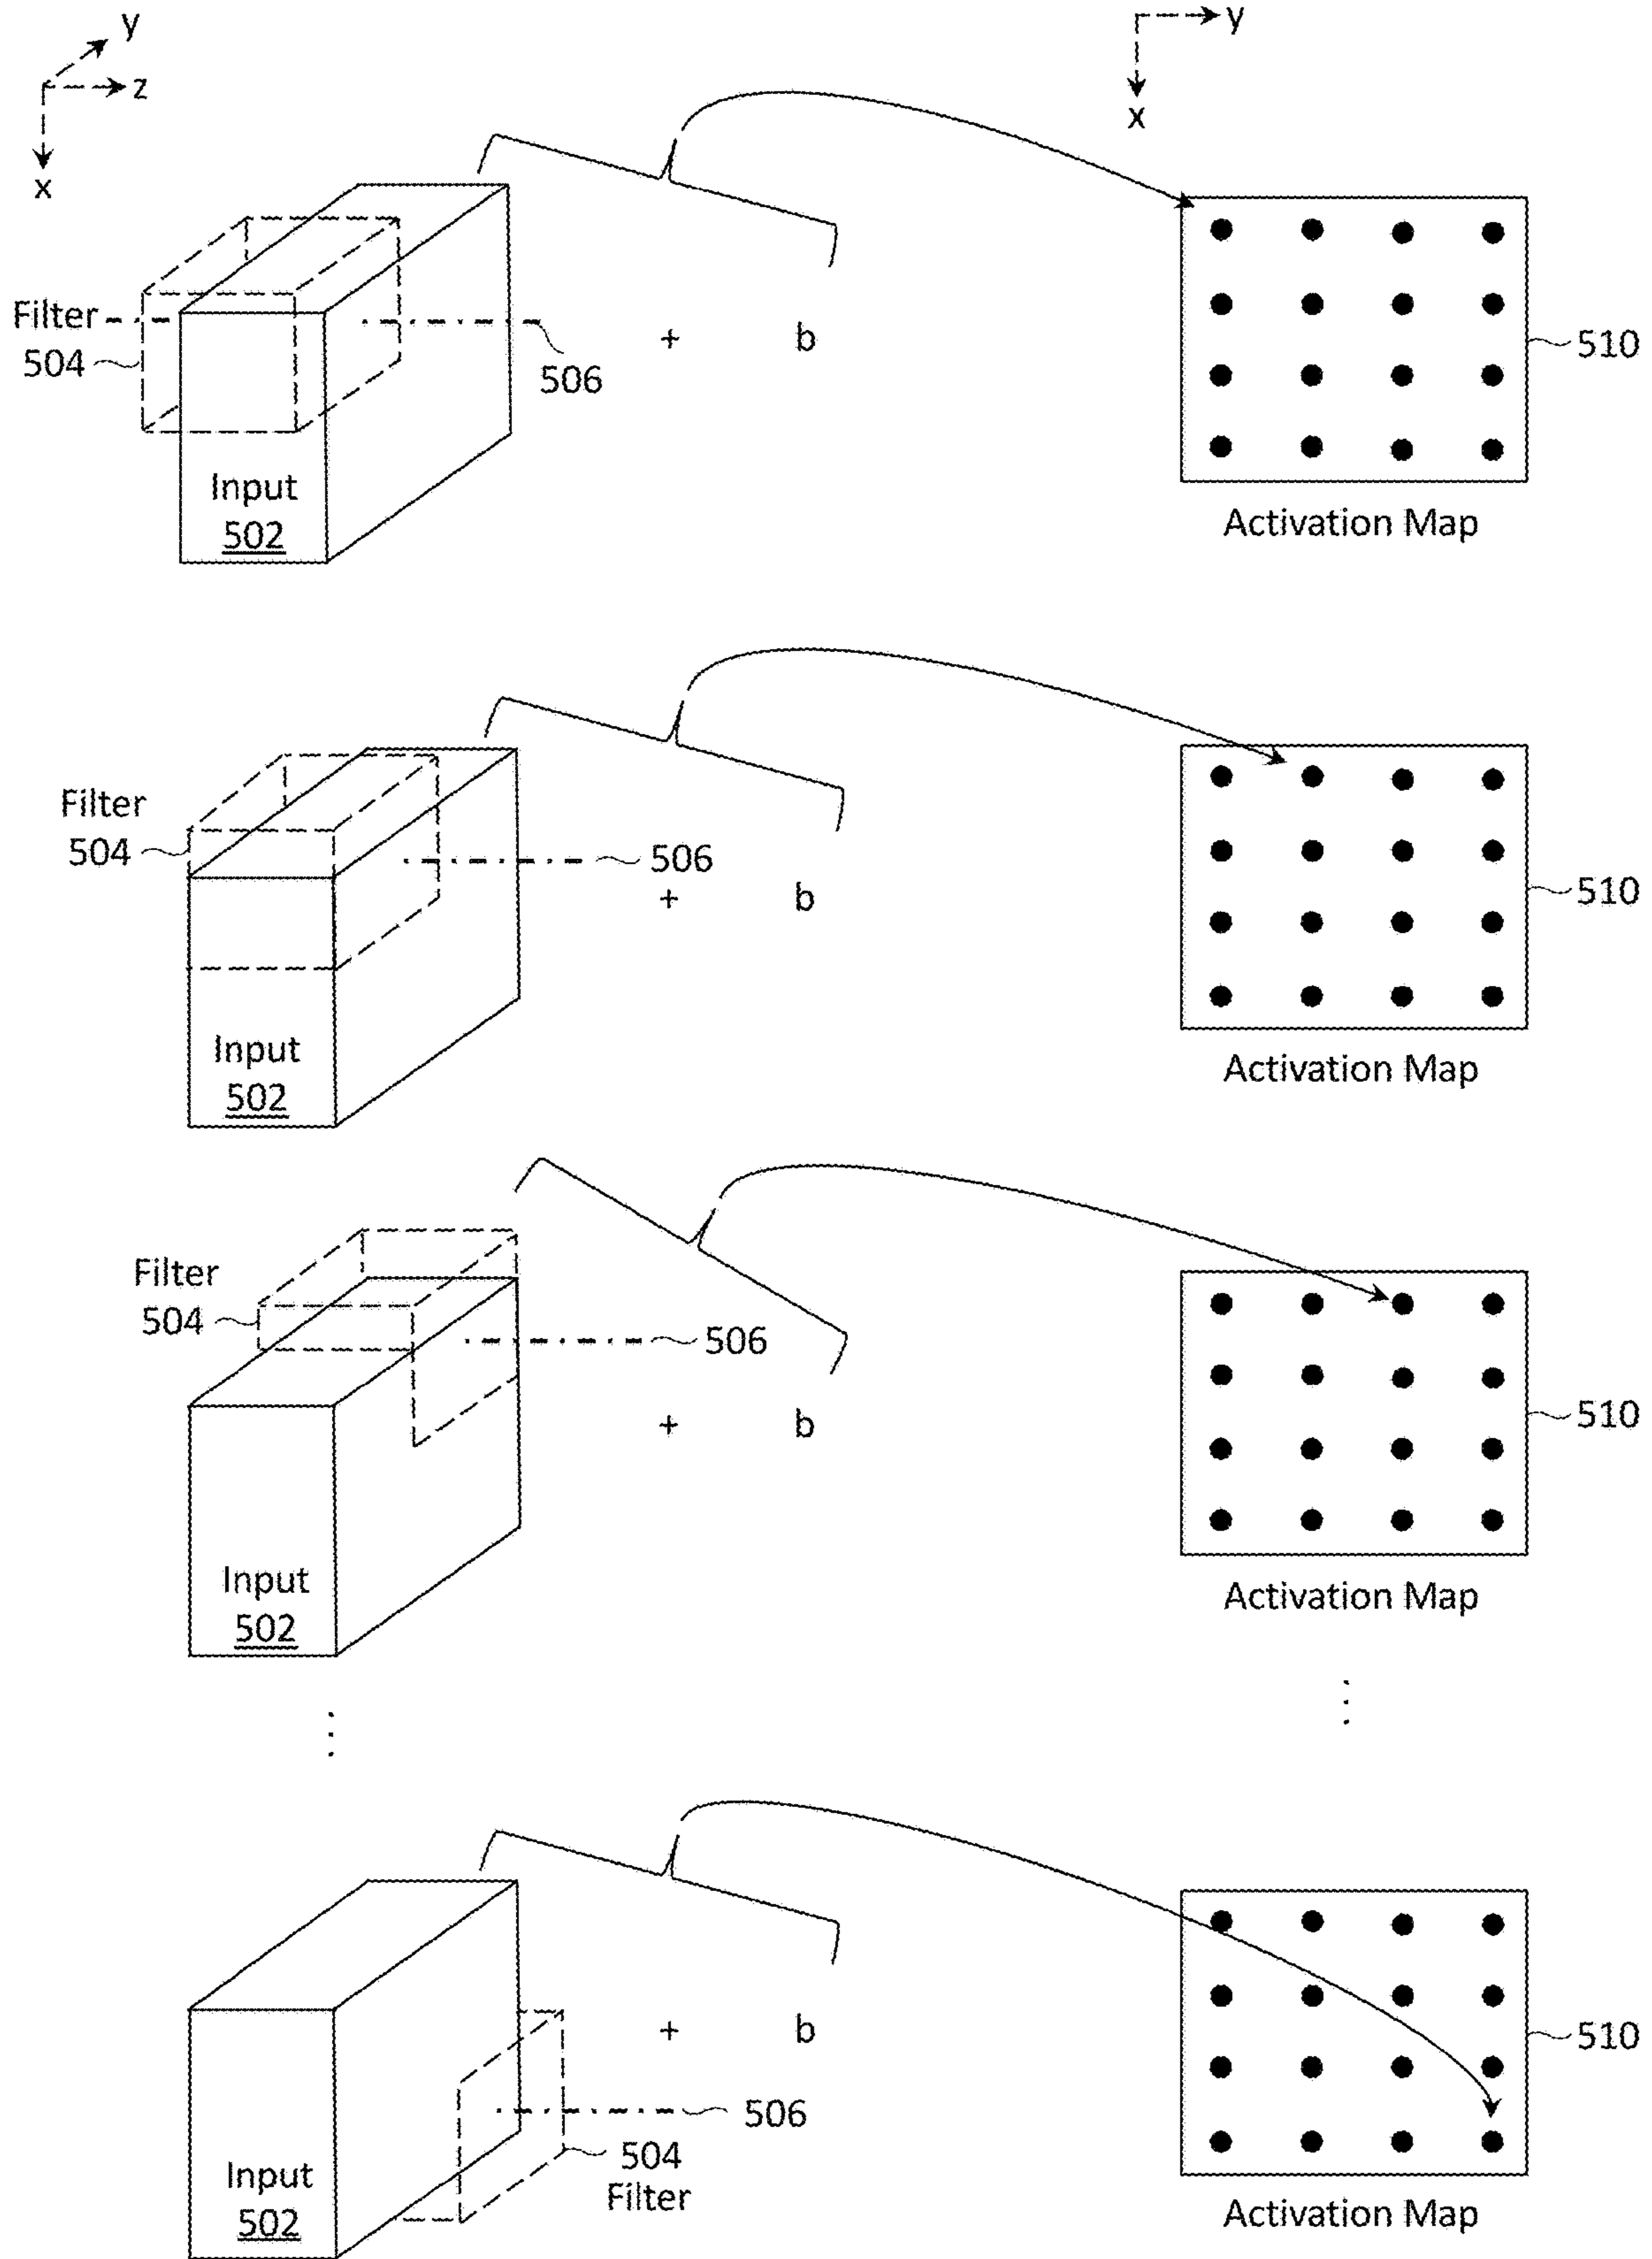 y
z
x
y
x
Filter
504
506
+ b
Input
502
510
Activation Map
Filter
504
506
+ b
Input
502
510
Activation Map
Filter
504
506
+ b
Input
502
510
Activation Map
+ b
506
504
Filter
Input
502
510
Activation Map